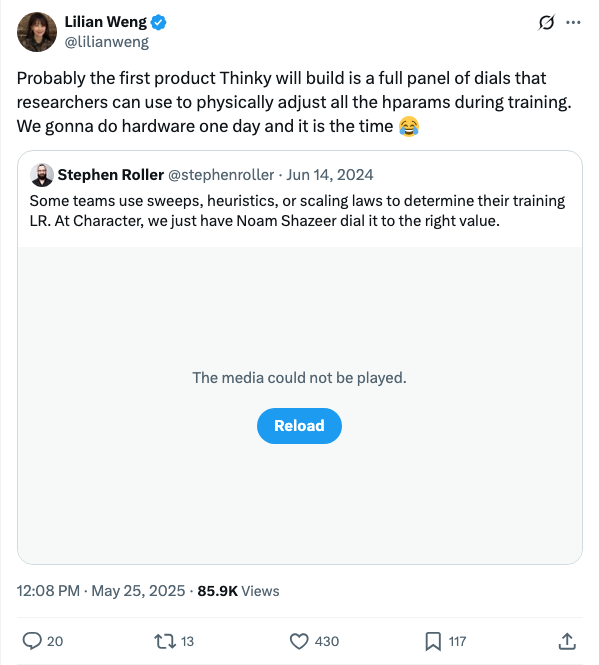 Lilian Weng
@lilianweng
Probably the first product Thinky will build is a full panel of dials that
researchers can use to physically adjust all the hparams during training.
We gonna do hardware one day and it is the time 😂
Stephen Roller @stephenroller · Jun 14, 2024
Some teams use sweeps, heuristics, or scaling laws to determine their training
LR. At Character, we just have Noam Shazeer dial it to the right value.
The media could not be played.
Reload
12:08 PM · May 25, 2025 · 85.9K Views
20 13 430 117